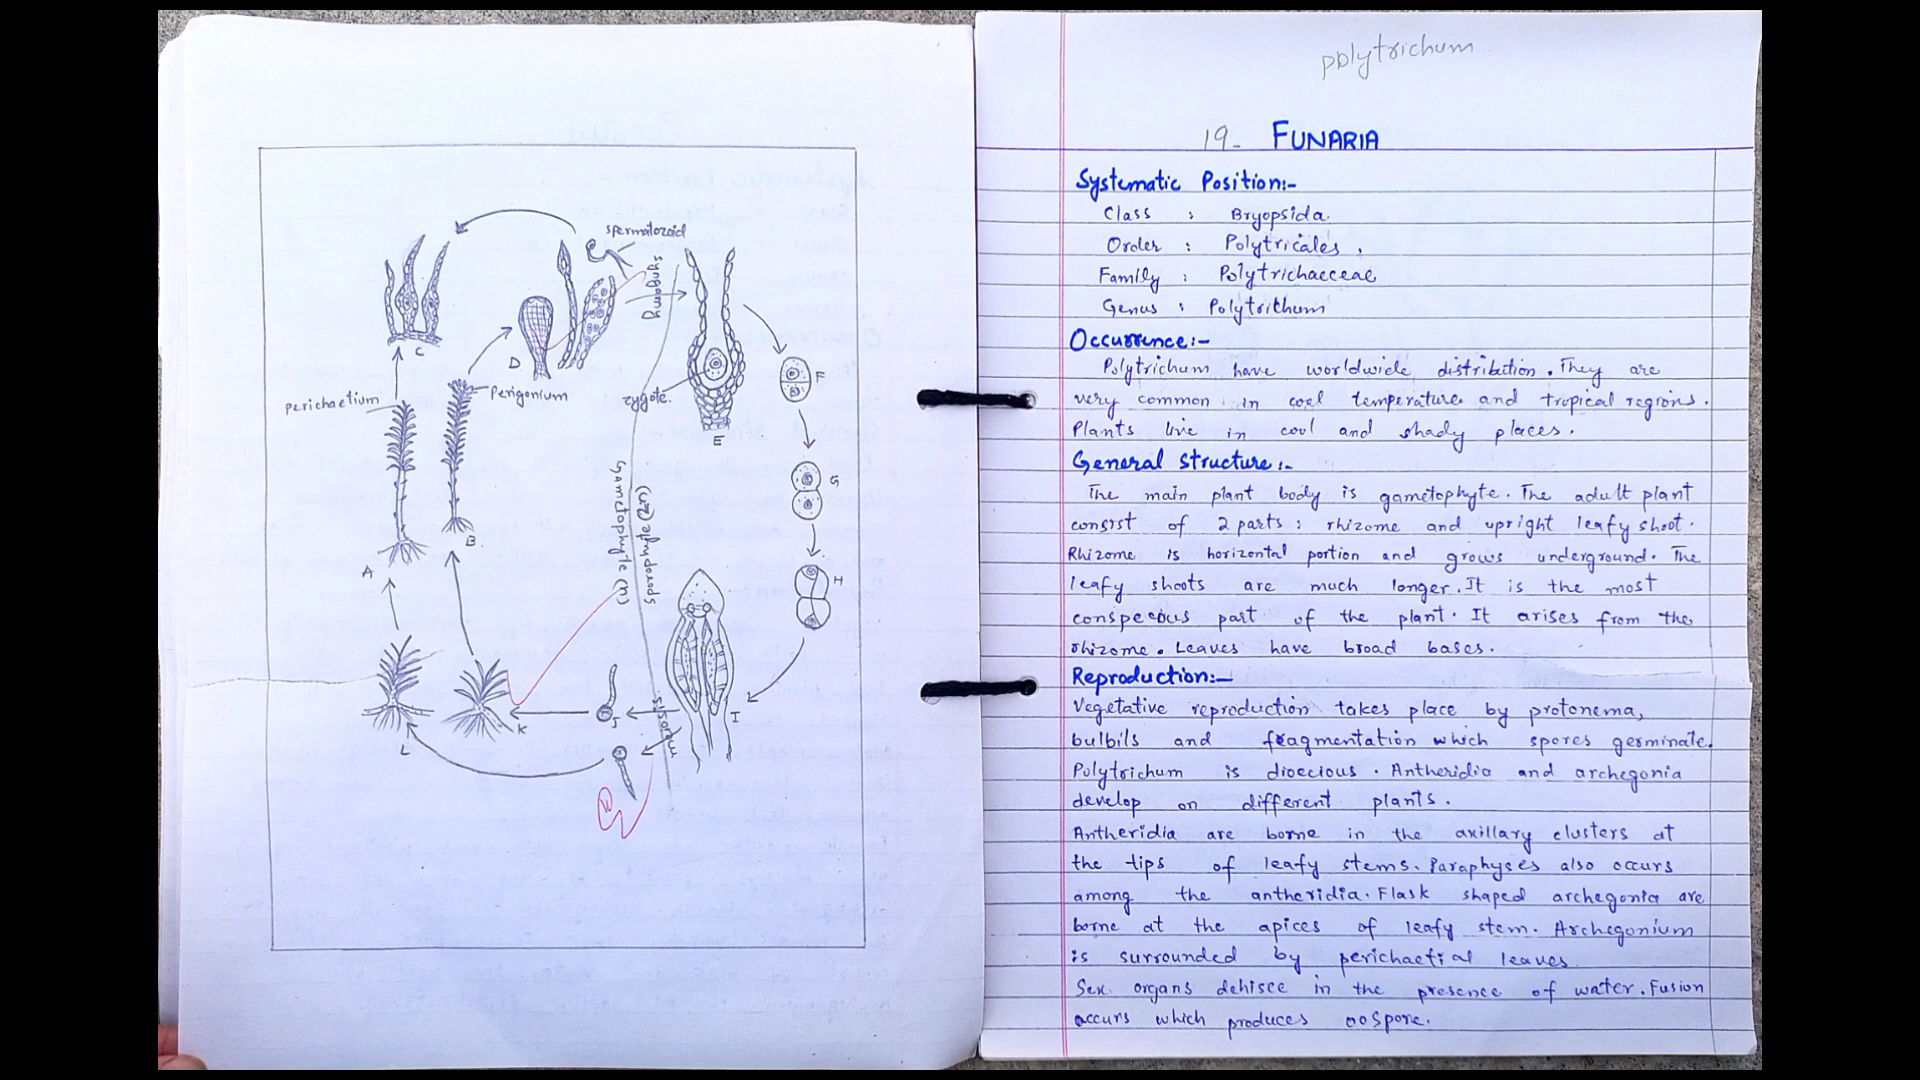 spermatozoid
syngamy
C
D
perichaetium
Perigonium
zygote
E
F
G
H
A
B
Sporophyte (2n)
Gametophyte (n)
I
J
K
L
Meiosis
polytrichum
19- FUNARIA
Systematic Position:-
Class : Bryopsida.
Order : Polytricales,
Family : Polytrichacceae
Genus : Polytrithum
Occurrence:-
Polytrichum have worldwide distribution. They are
very common in cool temperature and tropical regions.
Plants live in cool and shady places.
General structure:-
The main plant body is gametophyte. The adult plant
consist of 2 parts: rhizome and upright leafy shoot.
Rhizome is horizontal portion and grows underground. The
leafy shoots are much longer. It is the most
conspecous part of the plant. It arises from the
rhizome. Leaves have broad bases.
Reproduction:-
Vegetative reproduction takes place by protonema,
bulbils and fragmentation which spores germinate.
Polytrichum is dioecious. Antheridia and archegonia
develop on different plants.
Antheridia are borne in the axillary clusters at
the tips of leafy stems. Paraphyses also occurs
among the antheridia. Flask shaped archegonia are
borne at the apices of leafy stem. Archegonium
is surrounded by perichaetial leaves
Sex organs dehisce in the presence of water. Fusion
occurs which produces oospore.